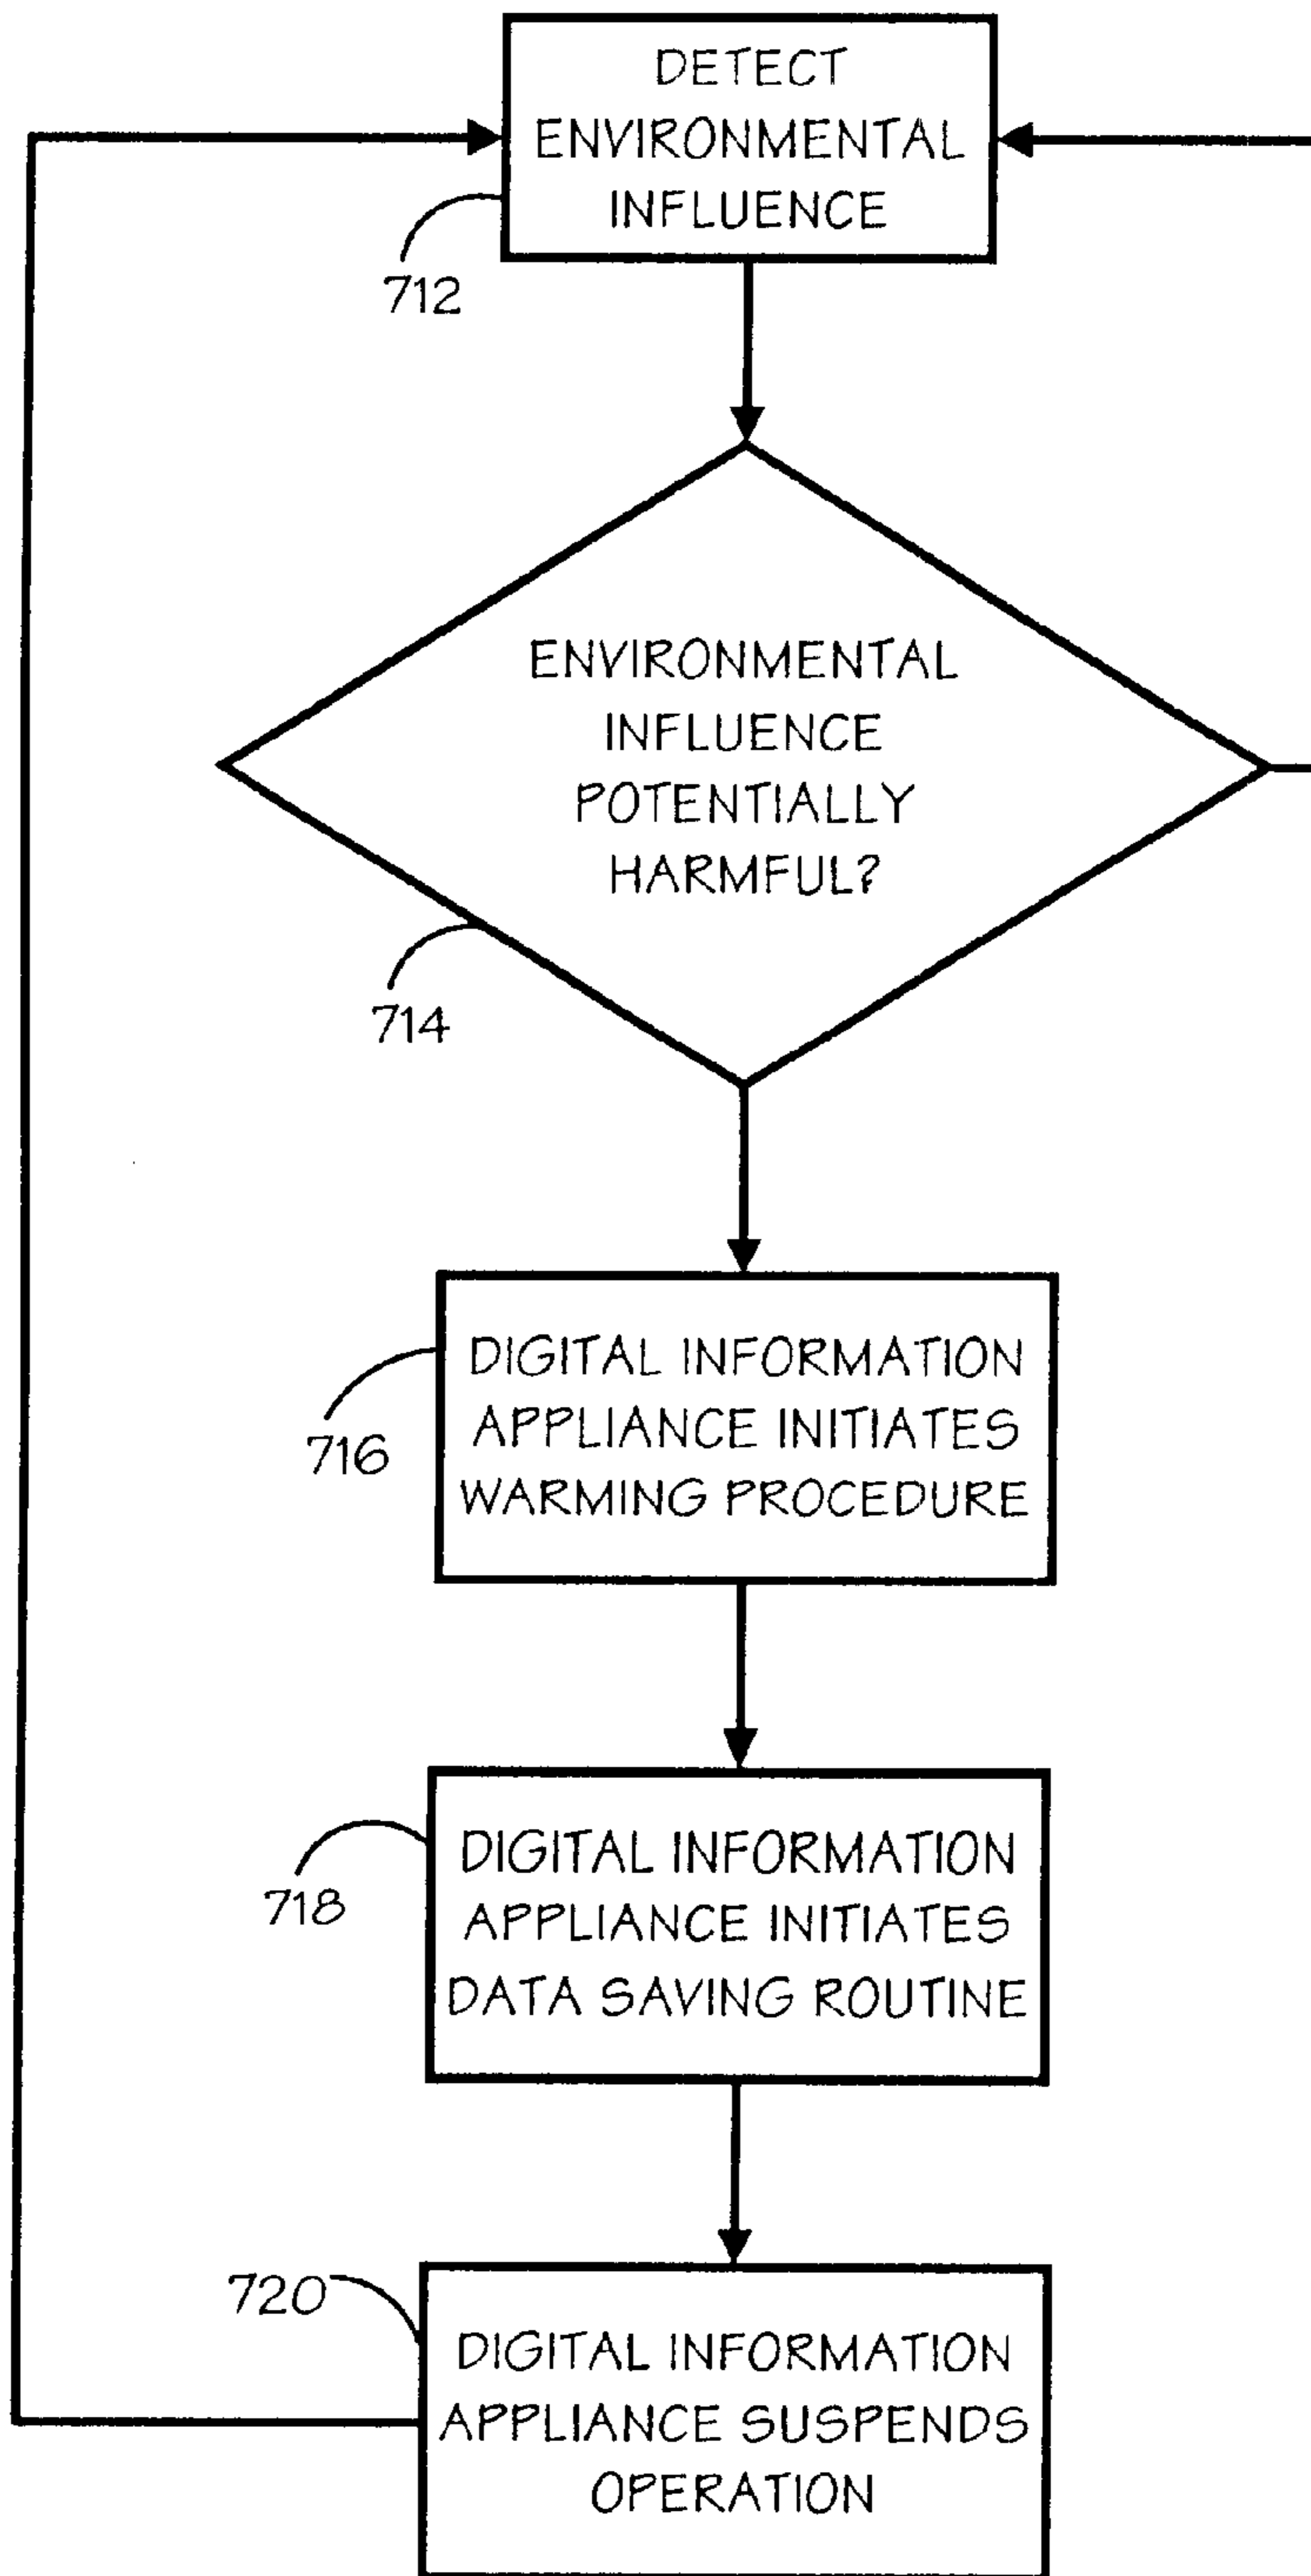 DETECT
ENVIRONMENTAL
INFLUENCE
712
ENVIRONMENTAL
INFLUENCE
POTENTIALLY
HARMFUL?
714
DIGITAL INFORMATION
APPLIANCE INITIATES
WARMING PROCEDURE
716
DIGITAL INFORMATION
APPLIANCE INITIATES
DATA SAVING ROUTINE
718
720
DIGITAL INFORMATION
APPLIANCE SUSPENDS
OPERATION